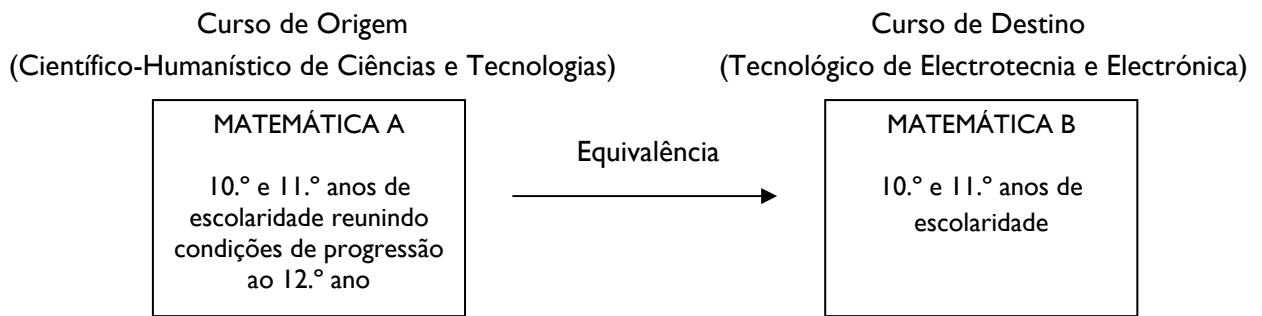 Curso de Origem
(Científico-Humanístico de Ciências e Tecnologias)
MATEMÁTICA A
10.º e 11.º anos de
escolaridade reunindo
condições de progressão
ao 12.º ano
Equivalência
Curso de Destino
(Tecnológico de Electrotecnia e Electrónica)
MATEMÁTICA B
10.º e 11.º anos de
escolaridade